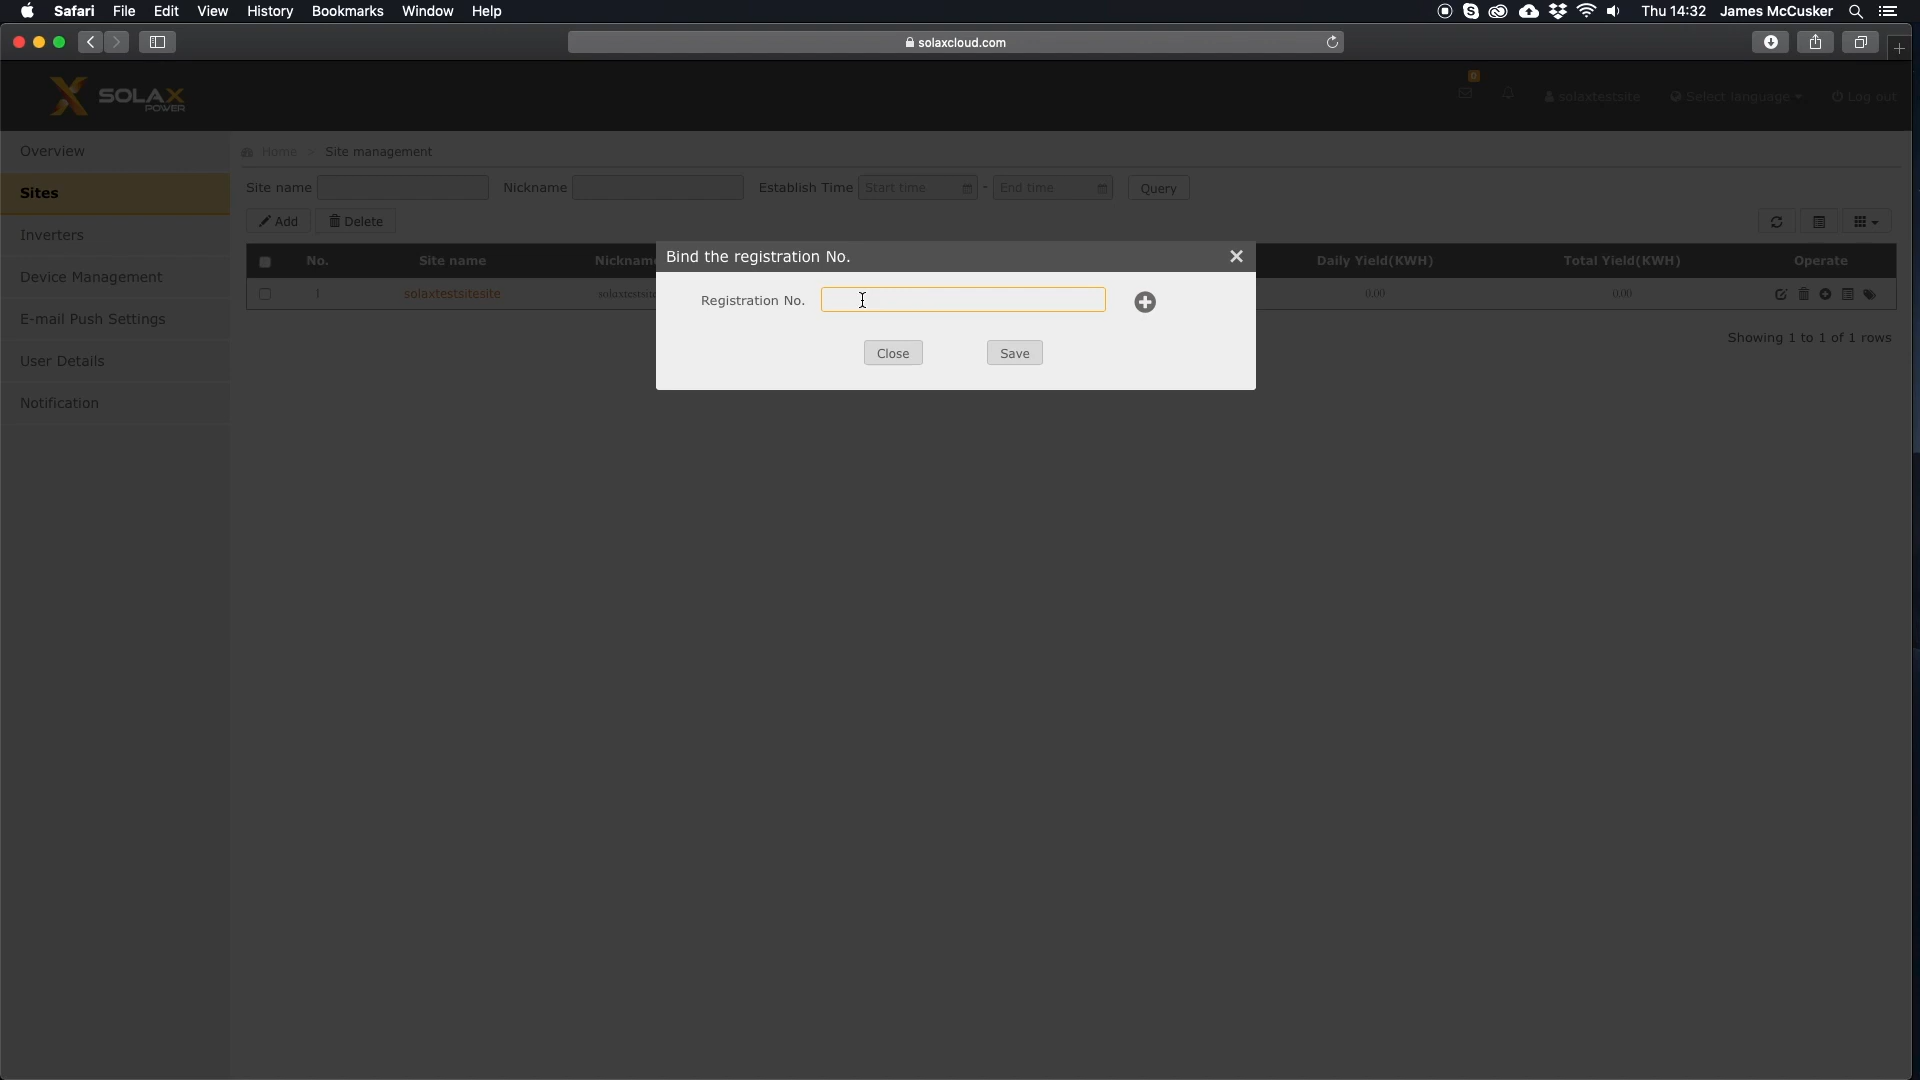 Safari File Edit View History Bookmarks Window Help Thu 14:32 James McCusker
solaxcloud.com
SOLAX POWER
0 solaxtestsite Select language Log out
Overview
Sites
Inverters
Device Management
E-mail Push Settings
User Details
Notification
Home > Site management
Site name Nickname Establish Time Start time - End time Query
Add Delete
No. Site name Nickname Daily Yield(KWH) Total Yield(KWH) Operate
1 solaxtestsitesite 0.00 0.00
Showing 1 to 1 of 1 rows
Bind the registration No.
Registration No.
Close Save